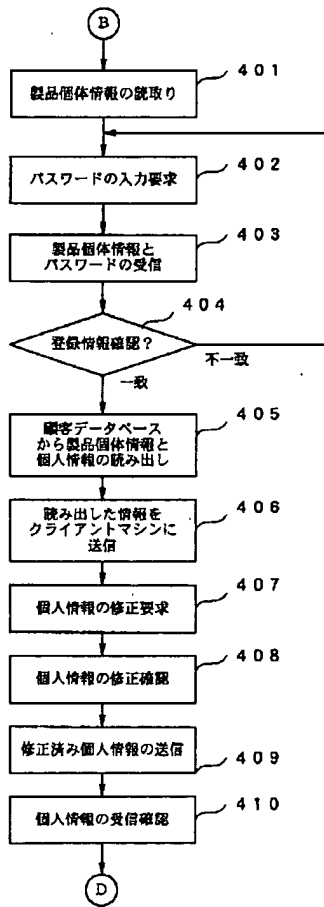 B
401
製品個体情報の読取り
402
パスワードの入力要求
403
製品個体情報と
パスワードの受信
404
登録情報確認?
不一致
一致
405
顧客データベース
から製品個体情報と
個人情報の読み出し
406
読み出した情報を
クライアントマシンに
送信
407
個人情報の修正要求
408
個人情報の修正確認
修正済み個人情報の送信
409
410
個人情報の受信確認
D